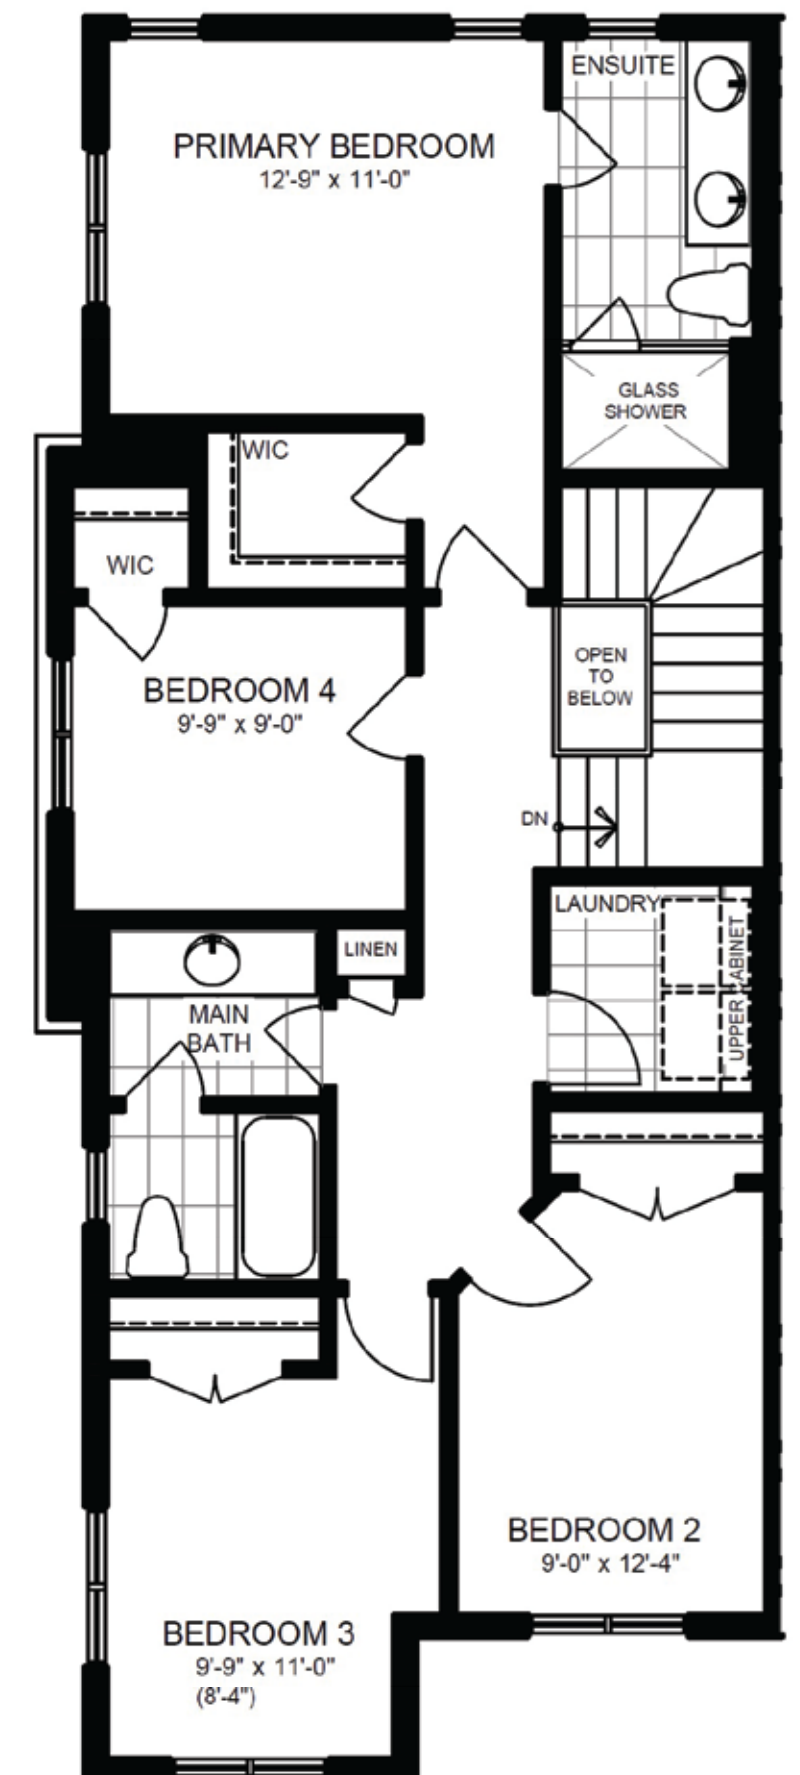 ENSUITE
PRIMARY BEDROOM
12'-9" x 11'-0"
GLASS
SHOWER
WIC
WIC
OPEN
TO
BELOW
BEDROOM 4
9'-9" x 9'-0"
DN
LAUNDRY
UPPER CABINET
LINEN
MAIN
BATH
BEDROOM 2
9'-0" x 12'-4"
BEDROOM 3
9'-9" x 11'-0"
(8'-4")